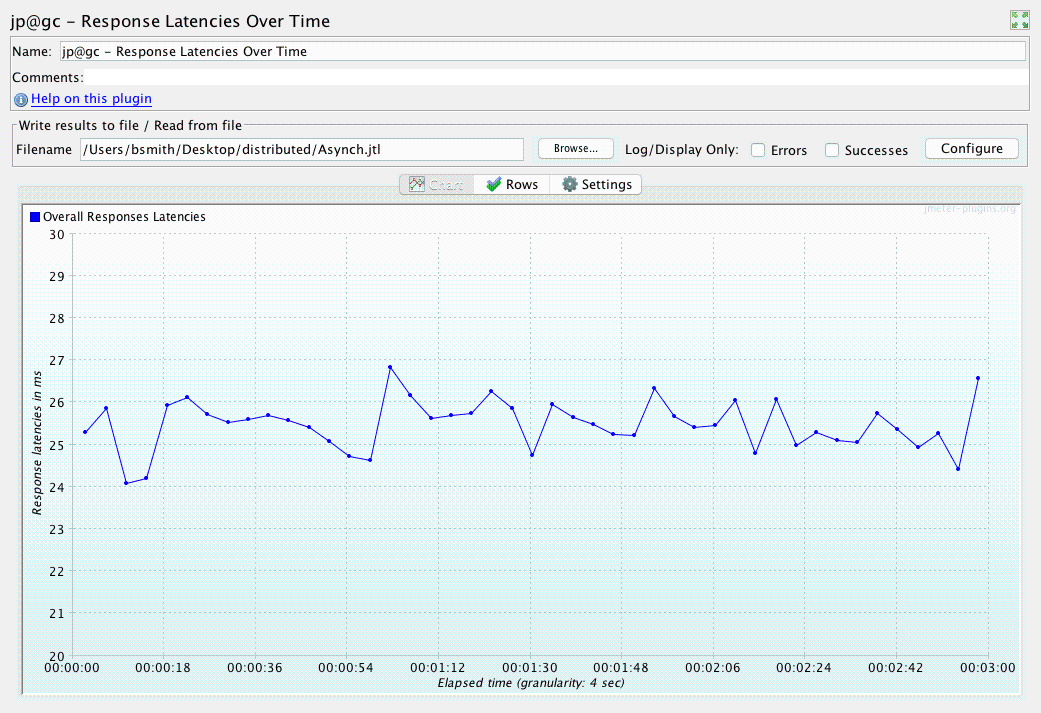 jp@gc - Response Latencies Over Time
Name: jp@gc - Response Latencies Over Time
Comments:
Help on this plugin
Write results to file / Read from file
Filename /Users/bsmith/Desktop/distributed/Asynch.jtl Browse... Log/Display Only: Errors Successes Configure
Chart Rows Settings
jmeter-plugins.org
Overall Responses Latencies
30
29
28
27
26
25
24
23
22
21
20
Response latencies in ms
00:00:00 00:00:18 00:00:36 00:00:54 00:01:12 00:01:30 00:01:48 00:02:06 00:02:24 00:02:42 00:03:00
Elapsed time (granularity: 4 sec)